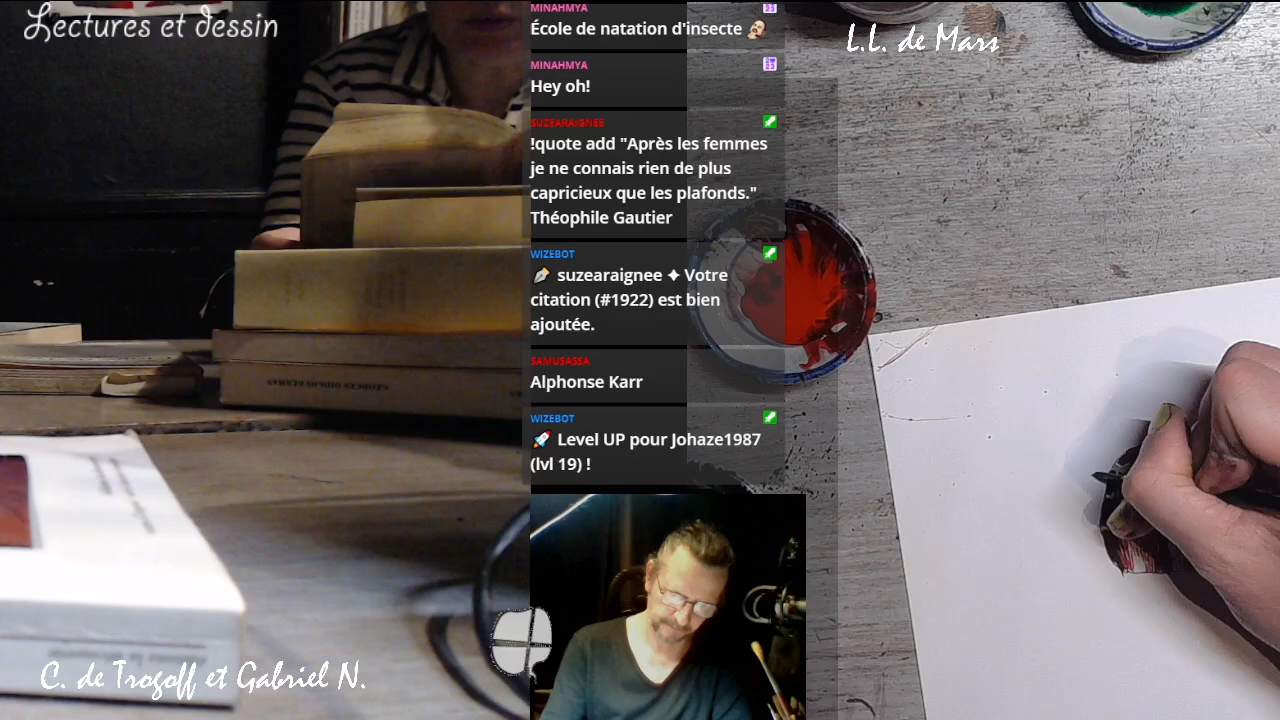 Lectures et dessin
C. de Trogoff et Gabriel N.
MINAHMYA
École de natation d'insecte
MINAHMYA
Hey oh!
SUZEARAIGNEE
!quote add "Après les femmes
je ne connais rien de plus
capricieux que les plafonds."
Théophile Gautier
WIZEBOT
suzearaignee ✦ Votre
citation (#1922) est bien
ajoutée.
SAMUSASSA
Alphonse Karr
WIZEBOT
Level UP pour Johaze1987
(lvl 19) !
L.L. de Mars